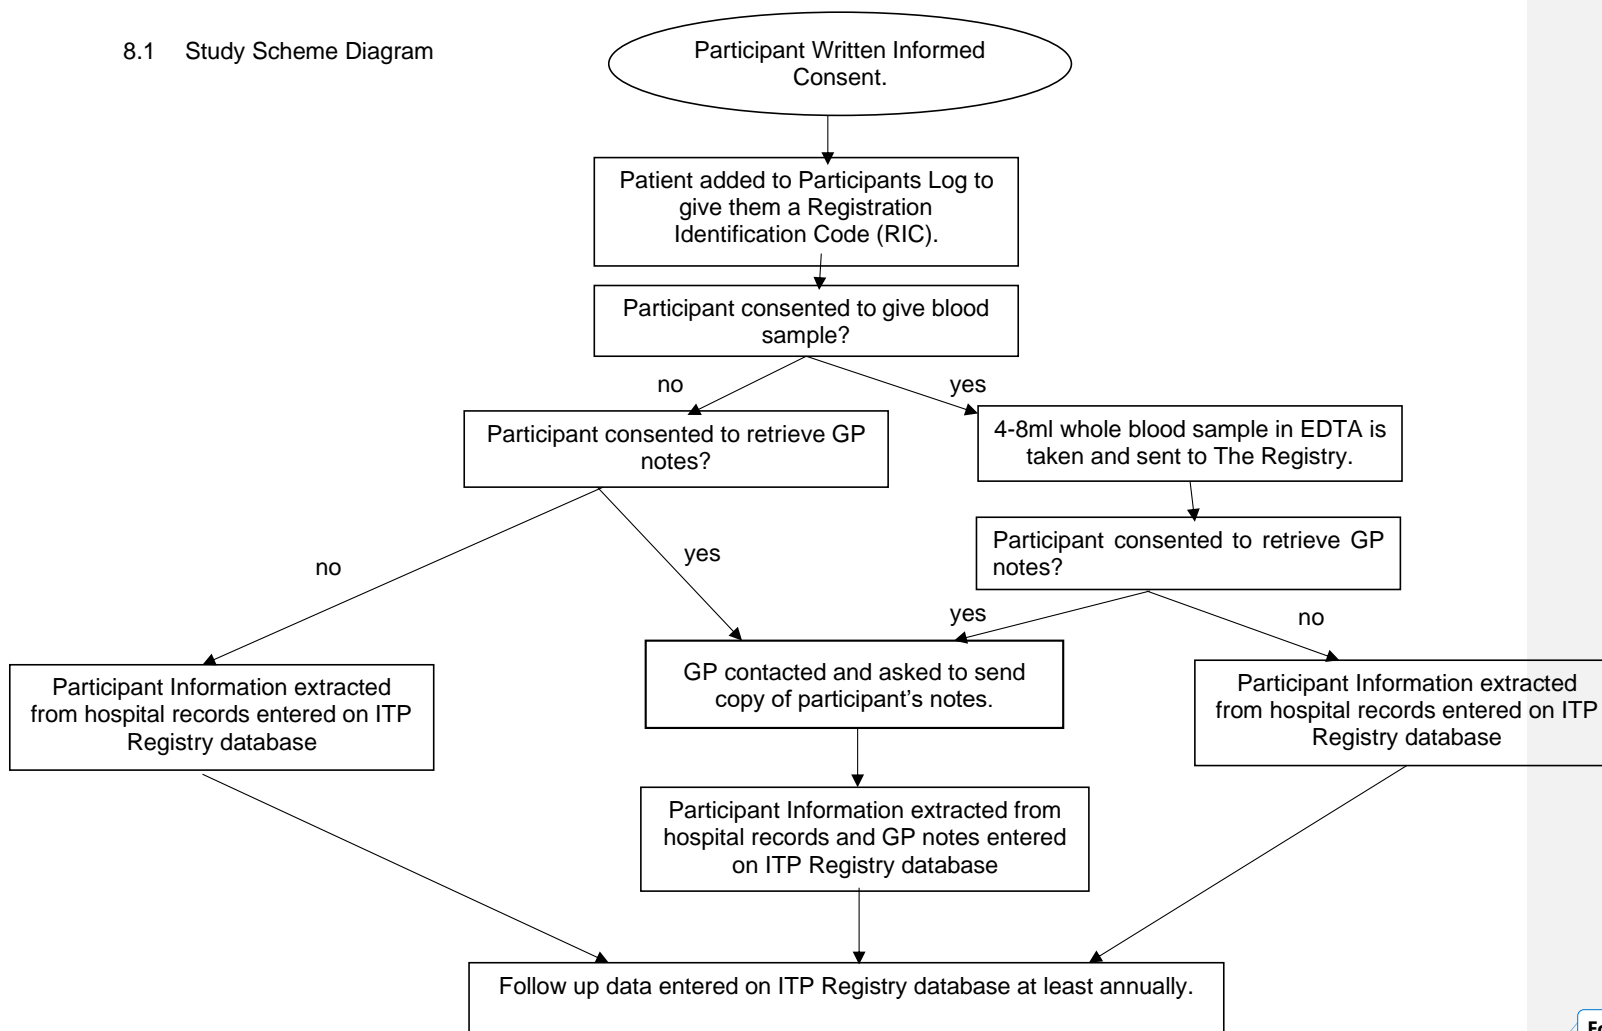 8.1 Study Scheme Diagram
Participant Written Informed
Consent.
Patient added to Participants Log to
give them a Registration
Identification Code (RIC).
Participant consented to give blood
sample?
no
yes
Participant consented to retrieve GP
notes?
4-8ml whole blood sample in EDTA is
taken and sent to The Registry.
Participant consented to retrieve GP
notes?
no
yes
yes
no
Participant Information extracted
from hospital records entered on ITP
Registry database
GP contacted and asked to send
copy of participant's notes.
Participant Information extracted
from hospital records entered on ITP
Registry database
Participant Information extracted from
hospital records and GP notes entered
on ITP Registry database
Follow up data entered on ITP Registry database at least annually.